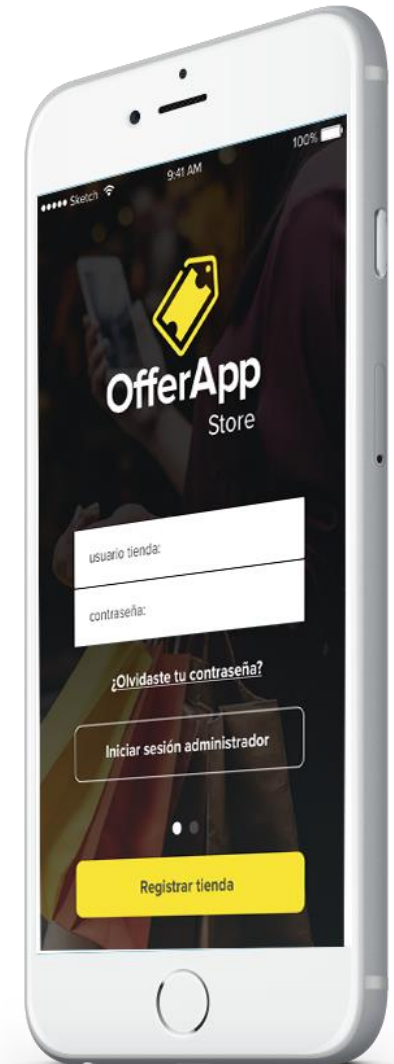 Sketch 9:41 AM 100%
OfferApp
Store
usuario tienda:
contraseña:
¿Olvidaste tu contraseña?
Iniciar sesión administrador
Registrar tienda